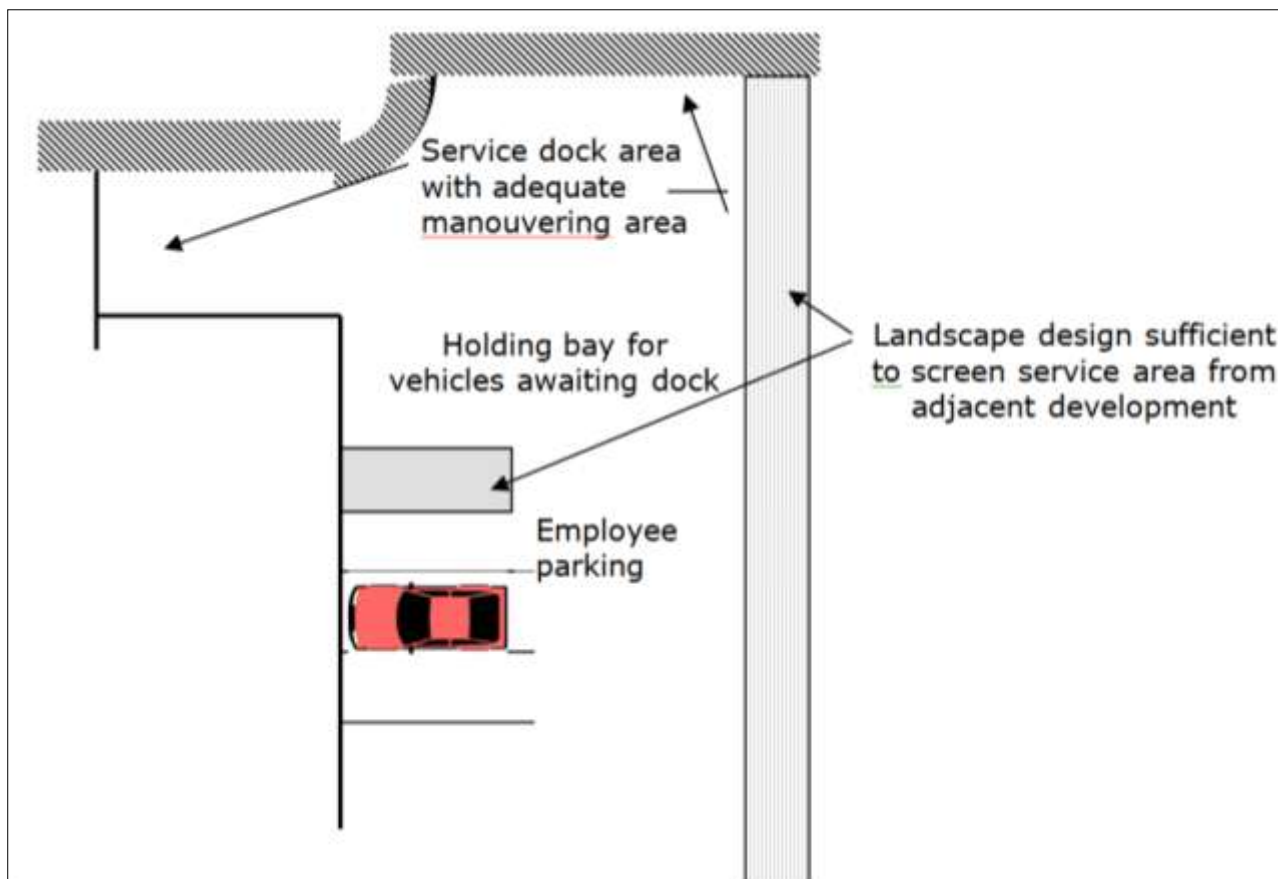 Service dock area
with adequate
manouvering area
Holding bay for
vehicles awaiting dock
Landscape design sufficient
to screen service area from
adjacent development
Employee
parking